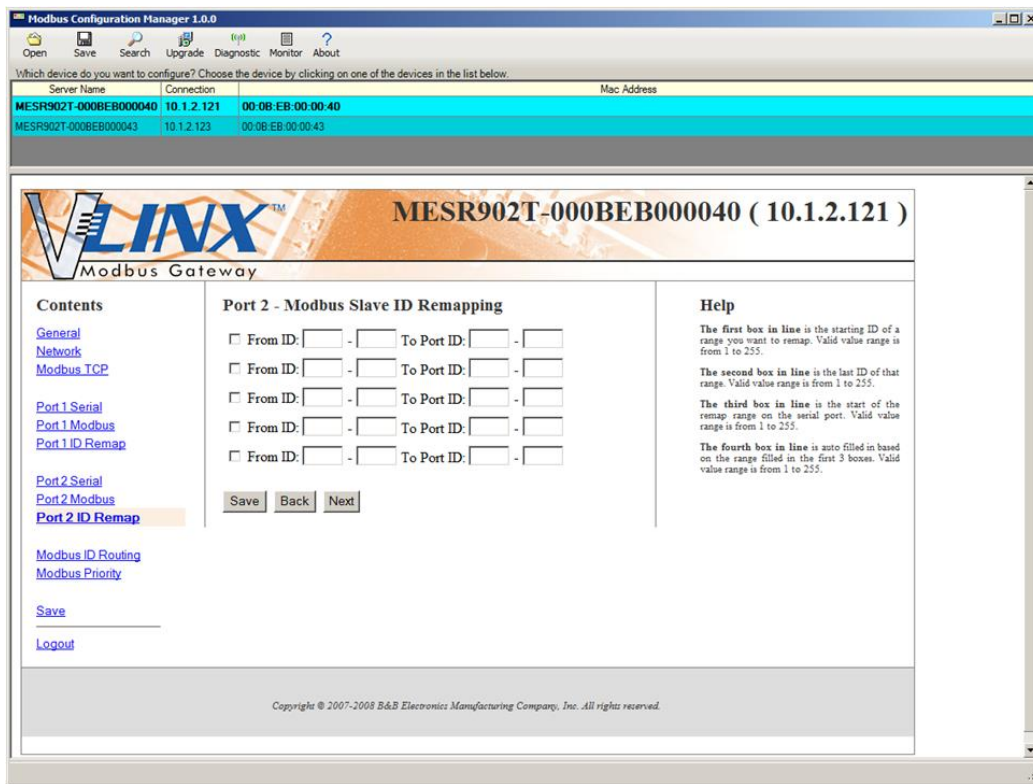 Modbus Configuration Manager 1.0.0
Open Save Search Upgrade Diagnostic Monitor About
Which device do you want to configure? Choose the device by clicking on one of the devices in the list below.
Server Name Connection Mac Address
MESR902T-000BEB000040 10.1.2.121 00:0B:EB:00:00:40
MESR902T-000BEB000043 10.1.2.123 00:0B:EB:00:00:43
VLINX TM
Modbus Gateway
MESR902T-000BEB000040 ( 10.1.2.121 )
Contents
General
Network
Modbus TCP
Port 1 Serial
Port 1 Modbus
Port 1 ID Remap
Port 2 Serial
Port 2 Modbus
Port 2 ID Remap
Modbus ID Routing
Modbus Priority
Save
Logout
Port 2 - Modbus Slave ID Remapping
From ID: - To Port ID: -
From ID: - To Port ID: -
From ID: - To Port ID: -
From ID: - To Port ID: -
From ID: - To Port ID: -
Save Back Next
Help
The first box in line is the starting ID of a
range you want to remap. Valid value range is
from 1 to 255.
The second box in line is the last ID of that
range. Valid value range is from 1 to 255.
The third box in line is the start of the
remap range on the serial port. Valid value
range is from 1 to 255.
The fourth box in line is auto filled in based
on the range filled in the first 3 boxes. Valid
value range is from 1 to 255.
Copyright © 2007-2008 B&B Electronics Manufacturing Company, Inc. All rights reserved.